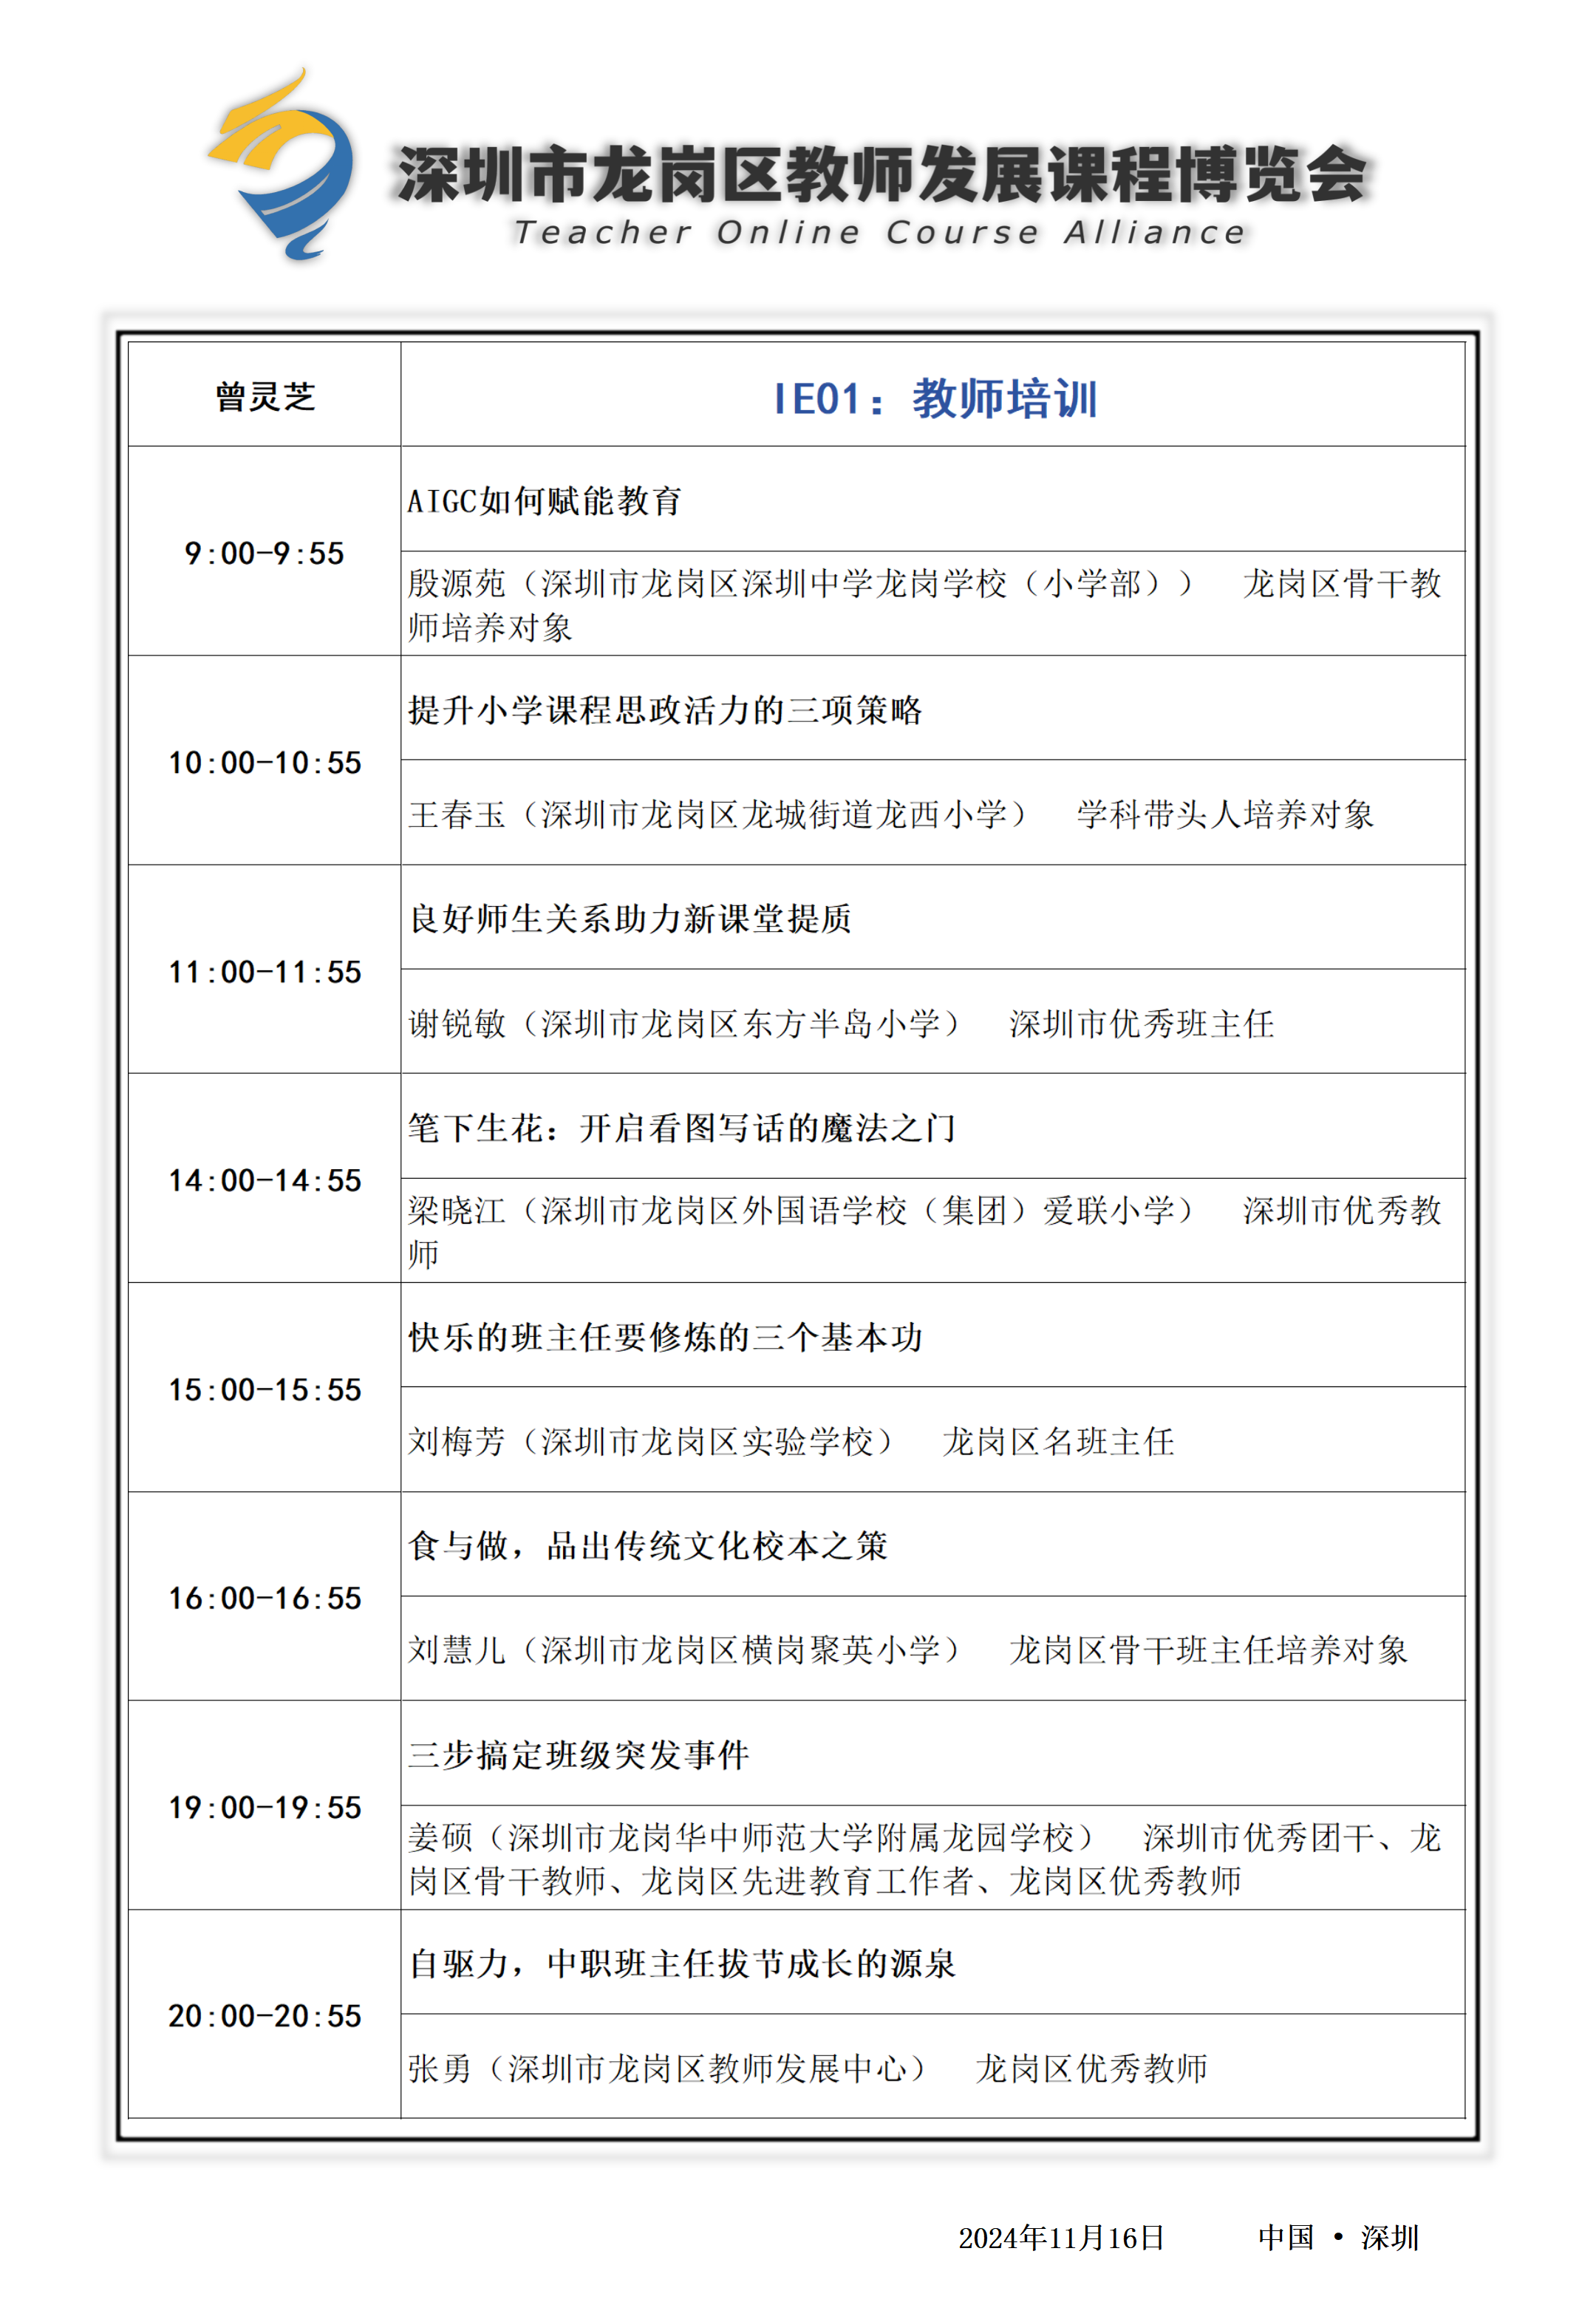 深圳市龙岗区教师发展课程博览会
Teacher Online Course Alliance
曾灵芝
IE01：教师培训
9:00-9:55
AIGC如何赋能教育
殷源苑（深圳市龙岗区深圳中学龙岗学校（小学部）） 龙岗区骨干教
师培养对象
10:00-10:55
提升小学课程思政活力的三项策略
王春玉（深圳市龙岗区龙城街道龙西小学） 学科带头人培养对象
11:00-11:55
良好师生关系助力新课堂提质
谢锐敏（深圳市龙岗区东方半岛小学） 深圳市优秀班主任
14:00-14:55
笔下生花：开启看图写话的魔法之门
梁晓江（深圳市龙岗区外国语学校（集团）爱联小学） 深圳市优秀教
师
15:00-15:55
快乐的班主任要修炼的三个基本功
刘梅芳（深圳市龙岗区实验学校） 龙岗区名班主任
16:00-16:55
食与做，品出传统文化校本之策
刘慧儿（深圳市龙岗区横岗聚英小学） 龙岗区骨干班主任培养对象
19:00-19:55
三步搞定班级突发事件
姜硕（深圳市龙岗华中师范大学附属龙园学校） 深圳市优秀团干、龙
岗区骨干教师、龙岗区先进教育工作者、龙岗区优秀教师
20:00-20:55
自驱力，中职班主任拔节成长的源泉
张勇（深圳市龙岗区教师发展中心） 龙岗区优秀教师
2024年11月16日 中国 • 深圳